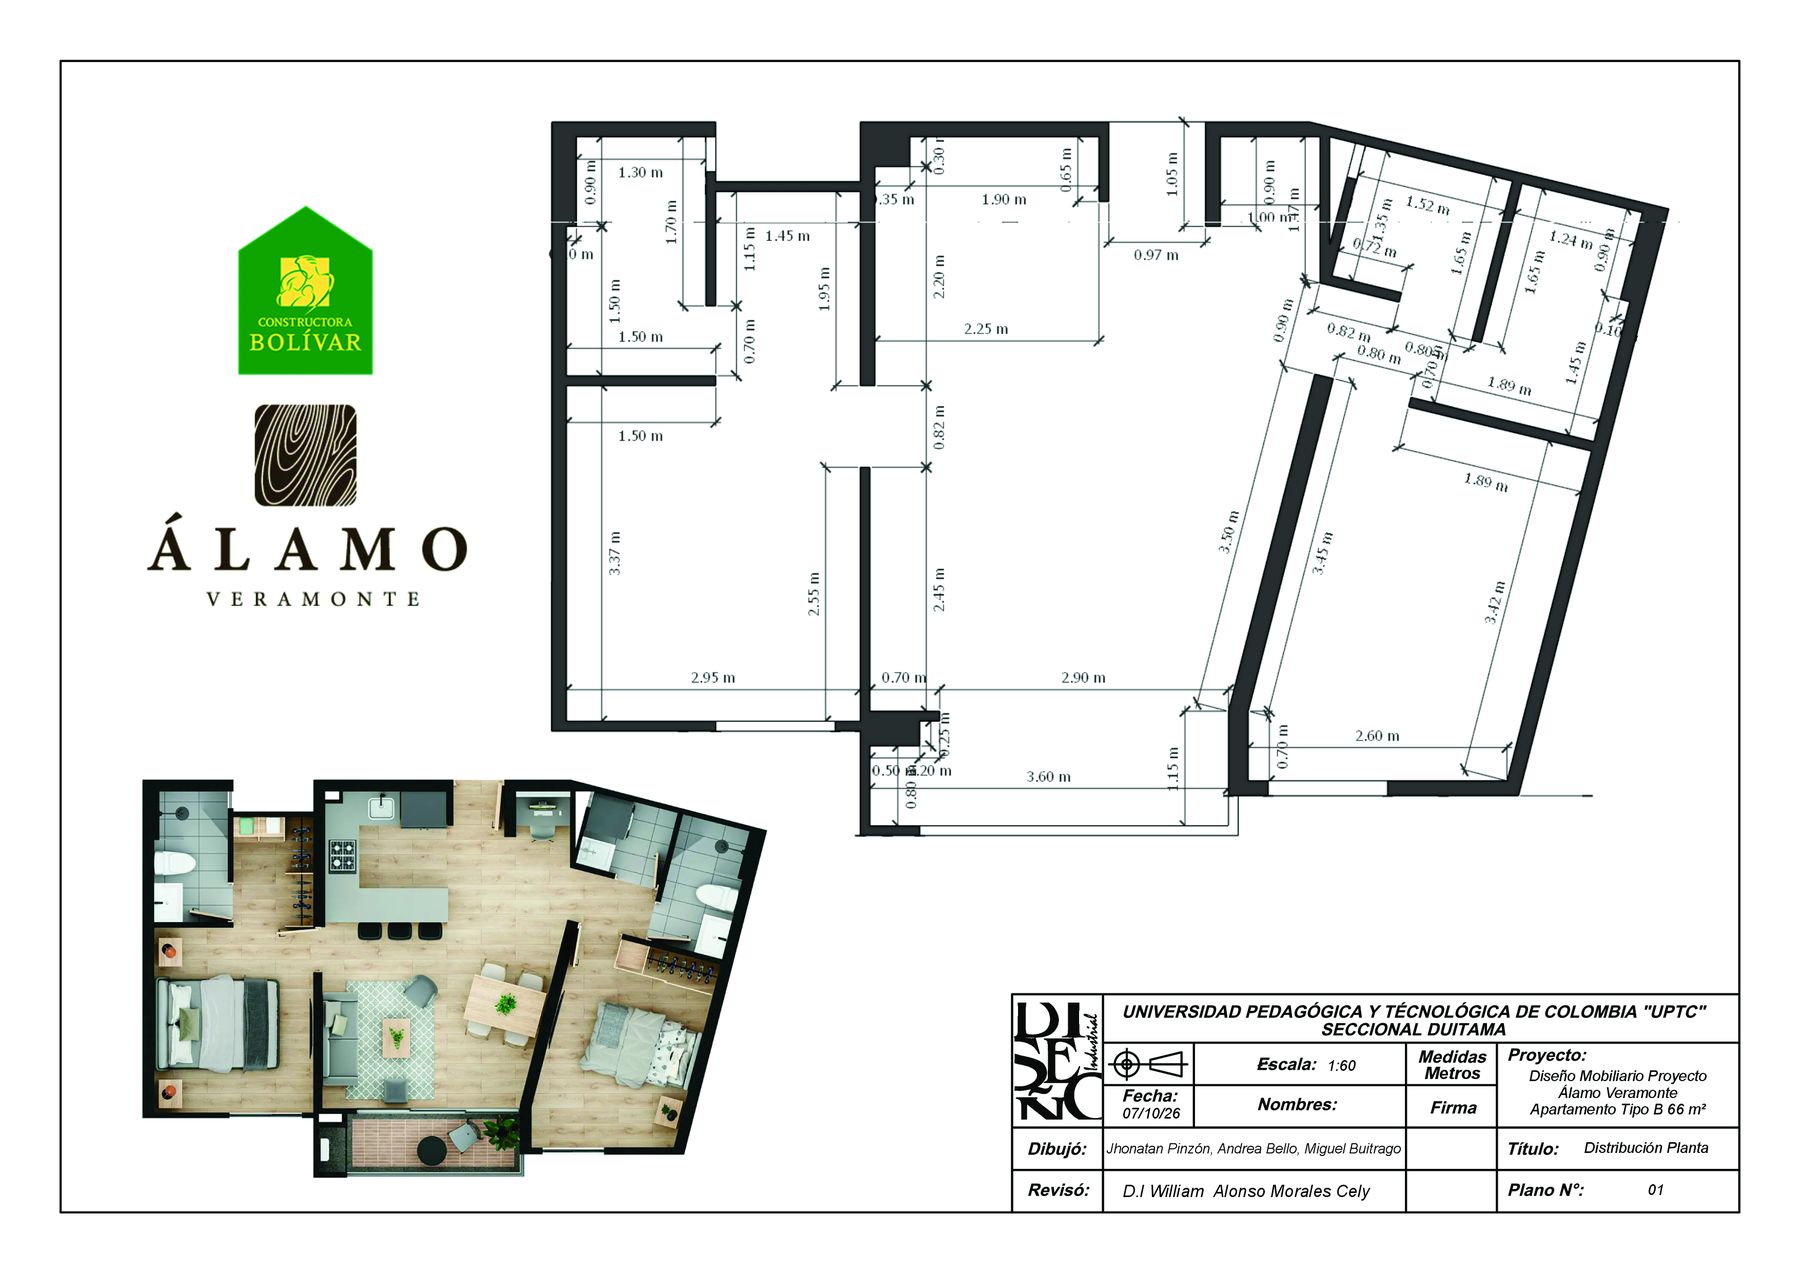 CONSTRUCTORA
BOLÍVAR
ÁLAMO
VERAMONTE
1.30 m
0.90 m
1.70 m
1.50 m
1.50 m
1.50 m
1.15 m
1.45 m
1.95 m
0.70 m
3.37 m
2.55 m
2.95 m
0.30 m
0.35 m
1.90 m
0.65 m
2.20 m
2.25 m
0.82 m
2.45 m
0.70 m
2.90 m
1.05 m
0.97 m
0.90 m
1.00 m
1.47 m
0.90 m
3.50 m
0.25 m
0.50 m
0.20 m
0.80 m
3.60 m
1.15 m
1.35 m
1.52 m
0.72 m
1.65 m
1.65 m
1.24 m
0.90 m
0.10
0.82 m
0.80 m
0.80 m
0.70 m
1.89 m
1.45 m
1.89 m
3.45 m
3.42 m
0.70 m
2.60 m
DISEÑO
Industrial
UNIVERSIDAD PEDAGÓGICA Y TÉCNOLÓGICA DE COLOMBIA "UPTC"
SECCIONAL DUITAMA
Escala: 1:60
Medidas
Metros
Proyecto:
Diseño Mobiliario Proyecto
Álamo Veramonte
Apartamento Tipo B 66 m²
Fecha:
07/10/26
Nombres:
Firma
Dibujó: Jhonatan Pinzón, Andrea Bello, Miguel Buitrago
Título: Distribución Planta
Revisó: D.I William Alonso Morales Cely
Plano N°: 01